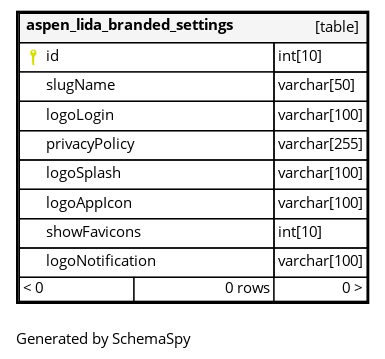 aspen_lida_branded_settings [table]
id int[10]
slugName varchar[50]
logoLogin varchar[100]
privacyPolicy varchar[255]
logoSplash varchar[100]
logoAppIcon varchar[100]
showFavicons int[10]
logoNotification varchar[100]
< 0 0 rows 0 >
Generated by SchemaSpy